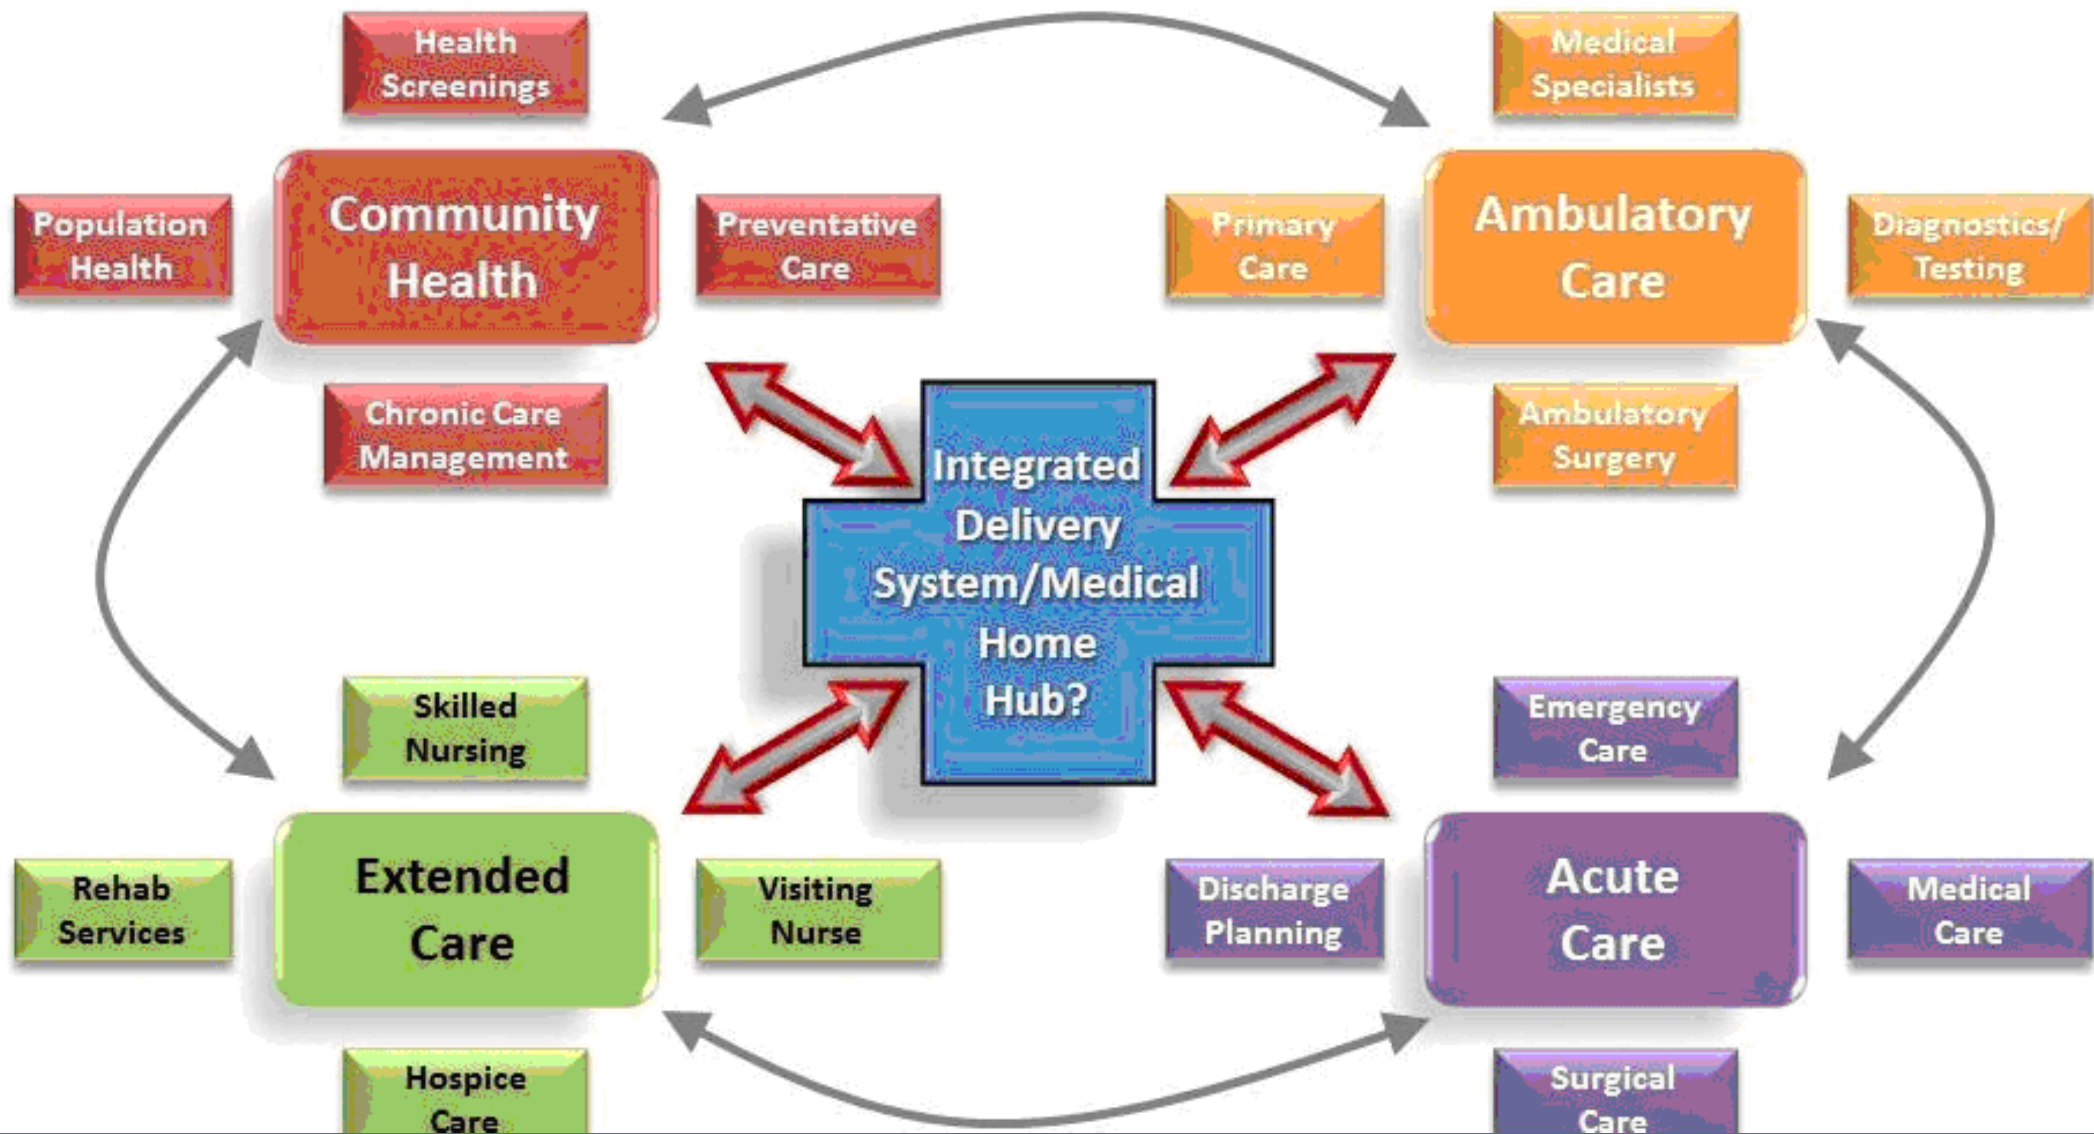 Health
Screenings
Medical
Specialists
Population
Health
Community
Health
Preventative
Care
Primary
Care
Ambulatory
Care
Diagnostics/
Testing
Chronic Care
Management
Ambulatory
Surgery
Integrated
Delivery
System/Medical
Home
Hub?
Skilled
Nursing
Emergency
Care
Rehab
Services
Extended
Care
Visiting
Nurse
Discharge
Planning
Acute
Care
Medical
Care
Hospice
Care
Surgical
Care